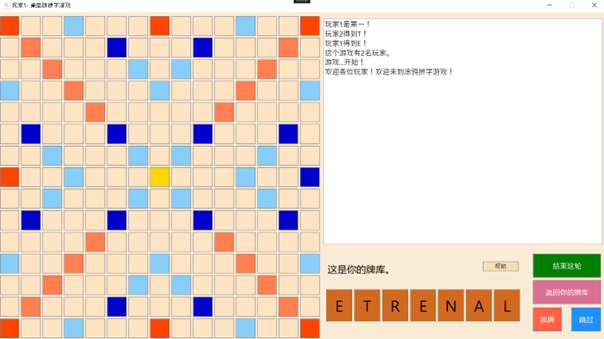 玩家1- 桌面版拼字游戏
玩家1是第一！
玩家2得到T！
玩家1得到E！
这个游戏有2名玩家。
游戏...开始！
欢迎各位玩家！欢迎来到涂鸦拼字游戏！
这是你的牌库。
帮助
结束这轮
返回你的牌库
E T R E N A L
换牌
跳过